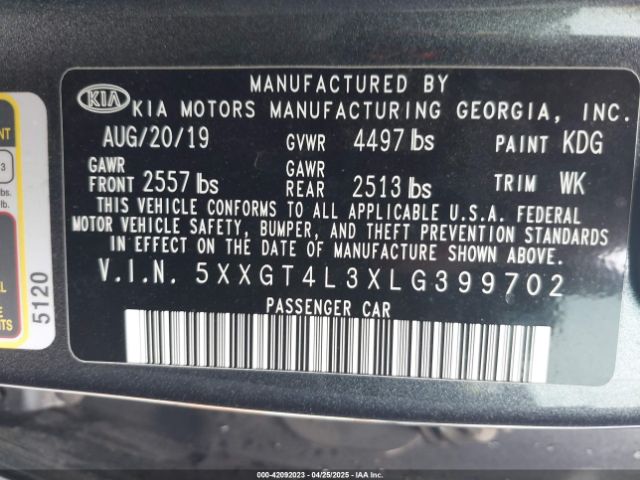 MANUFACTURED BY
KIA KIA MOTORS MANUFACTURING GEORGIA, INC.
AUG/20/19 GVWR 4497 lbs PAINT KDG
GAWR FRONT 2557 lbs GAWR REAR 2513 lbs TRIM WK
THIS VEHICLE CONFORMS TO ALL APPLICABLE U.S.A. FEDERAL
MOTOR VEHICLE SAFETY, BUMPER, AND THEFT PREVENTION STANDARDS
IN EFFECT ON THE DATE OF MANUFACTURE SHOWN ABOVE.
V.I.N. 5XXGT4L3XLG399702
PASSENGER CAR
3
lbs.
lb.
5120
000-42092023 - 04/25/2025 - IAA Inc.